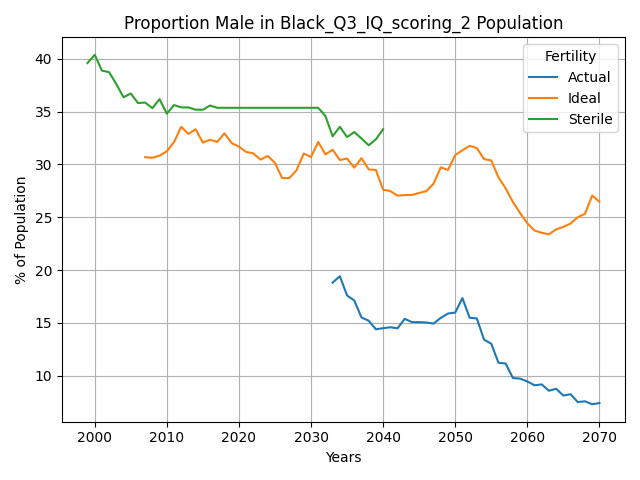 Proportion Male in Black_Q3_IQ_scoring_2 Population
Fertility
Actual
Ideal
Sterile
% of Population
40
35
30
25
20
15
10
2000 2010 2020 2030 2040 2050 2060 2070
Years